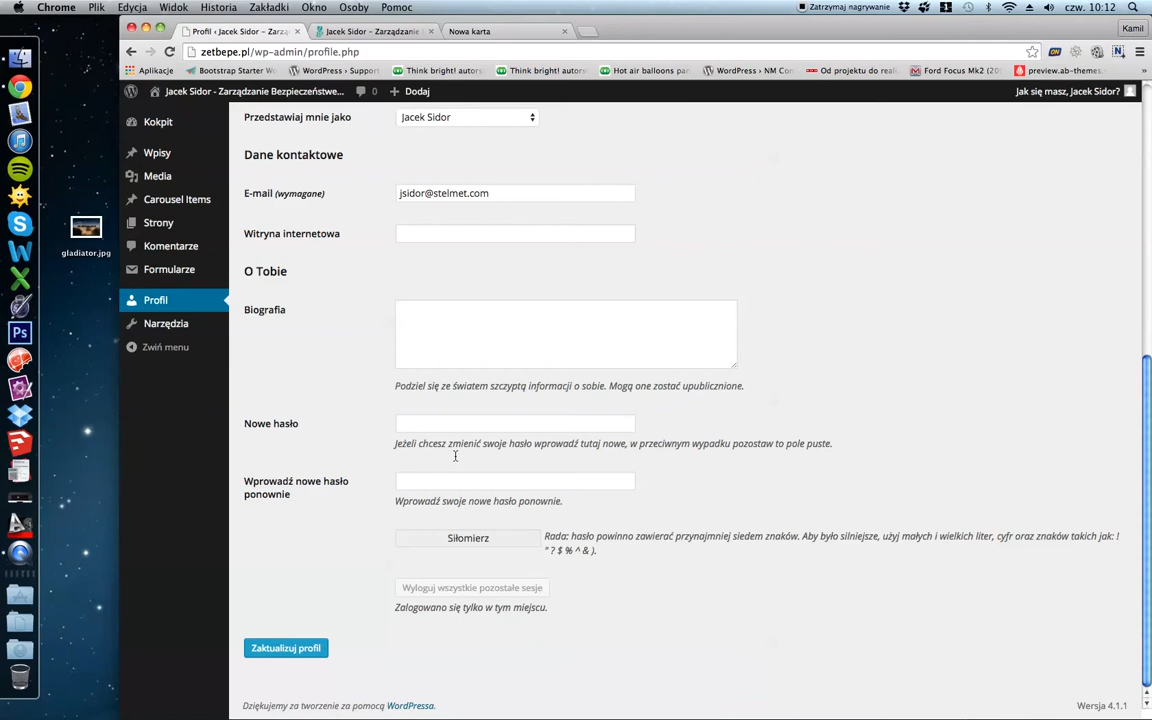 Chrome Plik Edycja Widok Historia Zakładki Okno Osoby Pomoc Zatrzymaj nagrywanie czw. 10:12
Profil ‹ Jacek Sidor – Zarzą Jacek Sidor – Zarządzanie Nowa karta Kamil
zetbepe.pl/wp-admin/profile.php
Aplikacje Bootstrap Starter WordPress › Support Think bright! autors Think bright! autors Hot air balloons pa WordPress › NM Con Od projektu do real Ford Focus Mk2 (20 preview.ab-themes.
Jacek Sidor - Zarządzanie Bezpieczeństwe... 0 + Dodaj Jak się masz, Jacek Sidor?
Kokpit
Wpisy
Media
Carousel Items
Strony
Komentarze
Formularze
Profil
Narzędzia
Zwiń menu
gladiator.jpg
Przedstawiaj mnie jako Jacek Sidor
Dane kontaktowe
E-mail (wymagane) jsidor@stelmet.com
Witryna internetowa
O Tobie
Biografia
Podziel się ze światem szczyptą informacji o sobie. Mogą one zostać upublicznione.
Nowe hasło
Jeżeli chcesz zmienić swoje hasło wprowadź tutaj nowe, w przeciwnym wypadku pozostaw to pole puste.
Wprowadź nowe hasło
ponownie
Wprowadź swoje nowe hasło ponownie.
Siłomierz Rada: hasło powinno zawierać przynajmniej siedem znaków. Aby było silniejsze, użyj małych i wielkich liter, cyfr oraz znaków takich jak: !
" ? $ % ^ & ).
Wyloguj wszystkie pozostałe sesje
Zalogowano się tylko w tym miejscu.
Zaktualizuj profil
Dziękujemy za tworzenie za pomocą WordPressa. Wersja 4.1.1